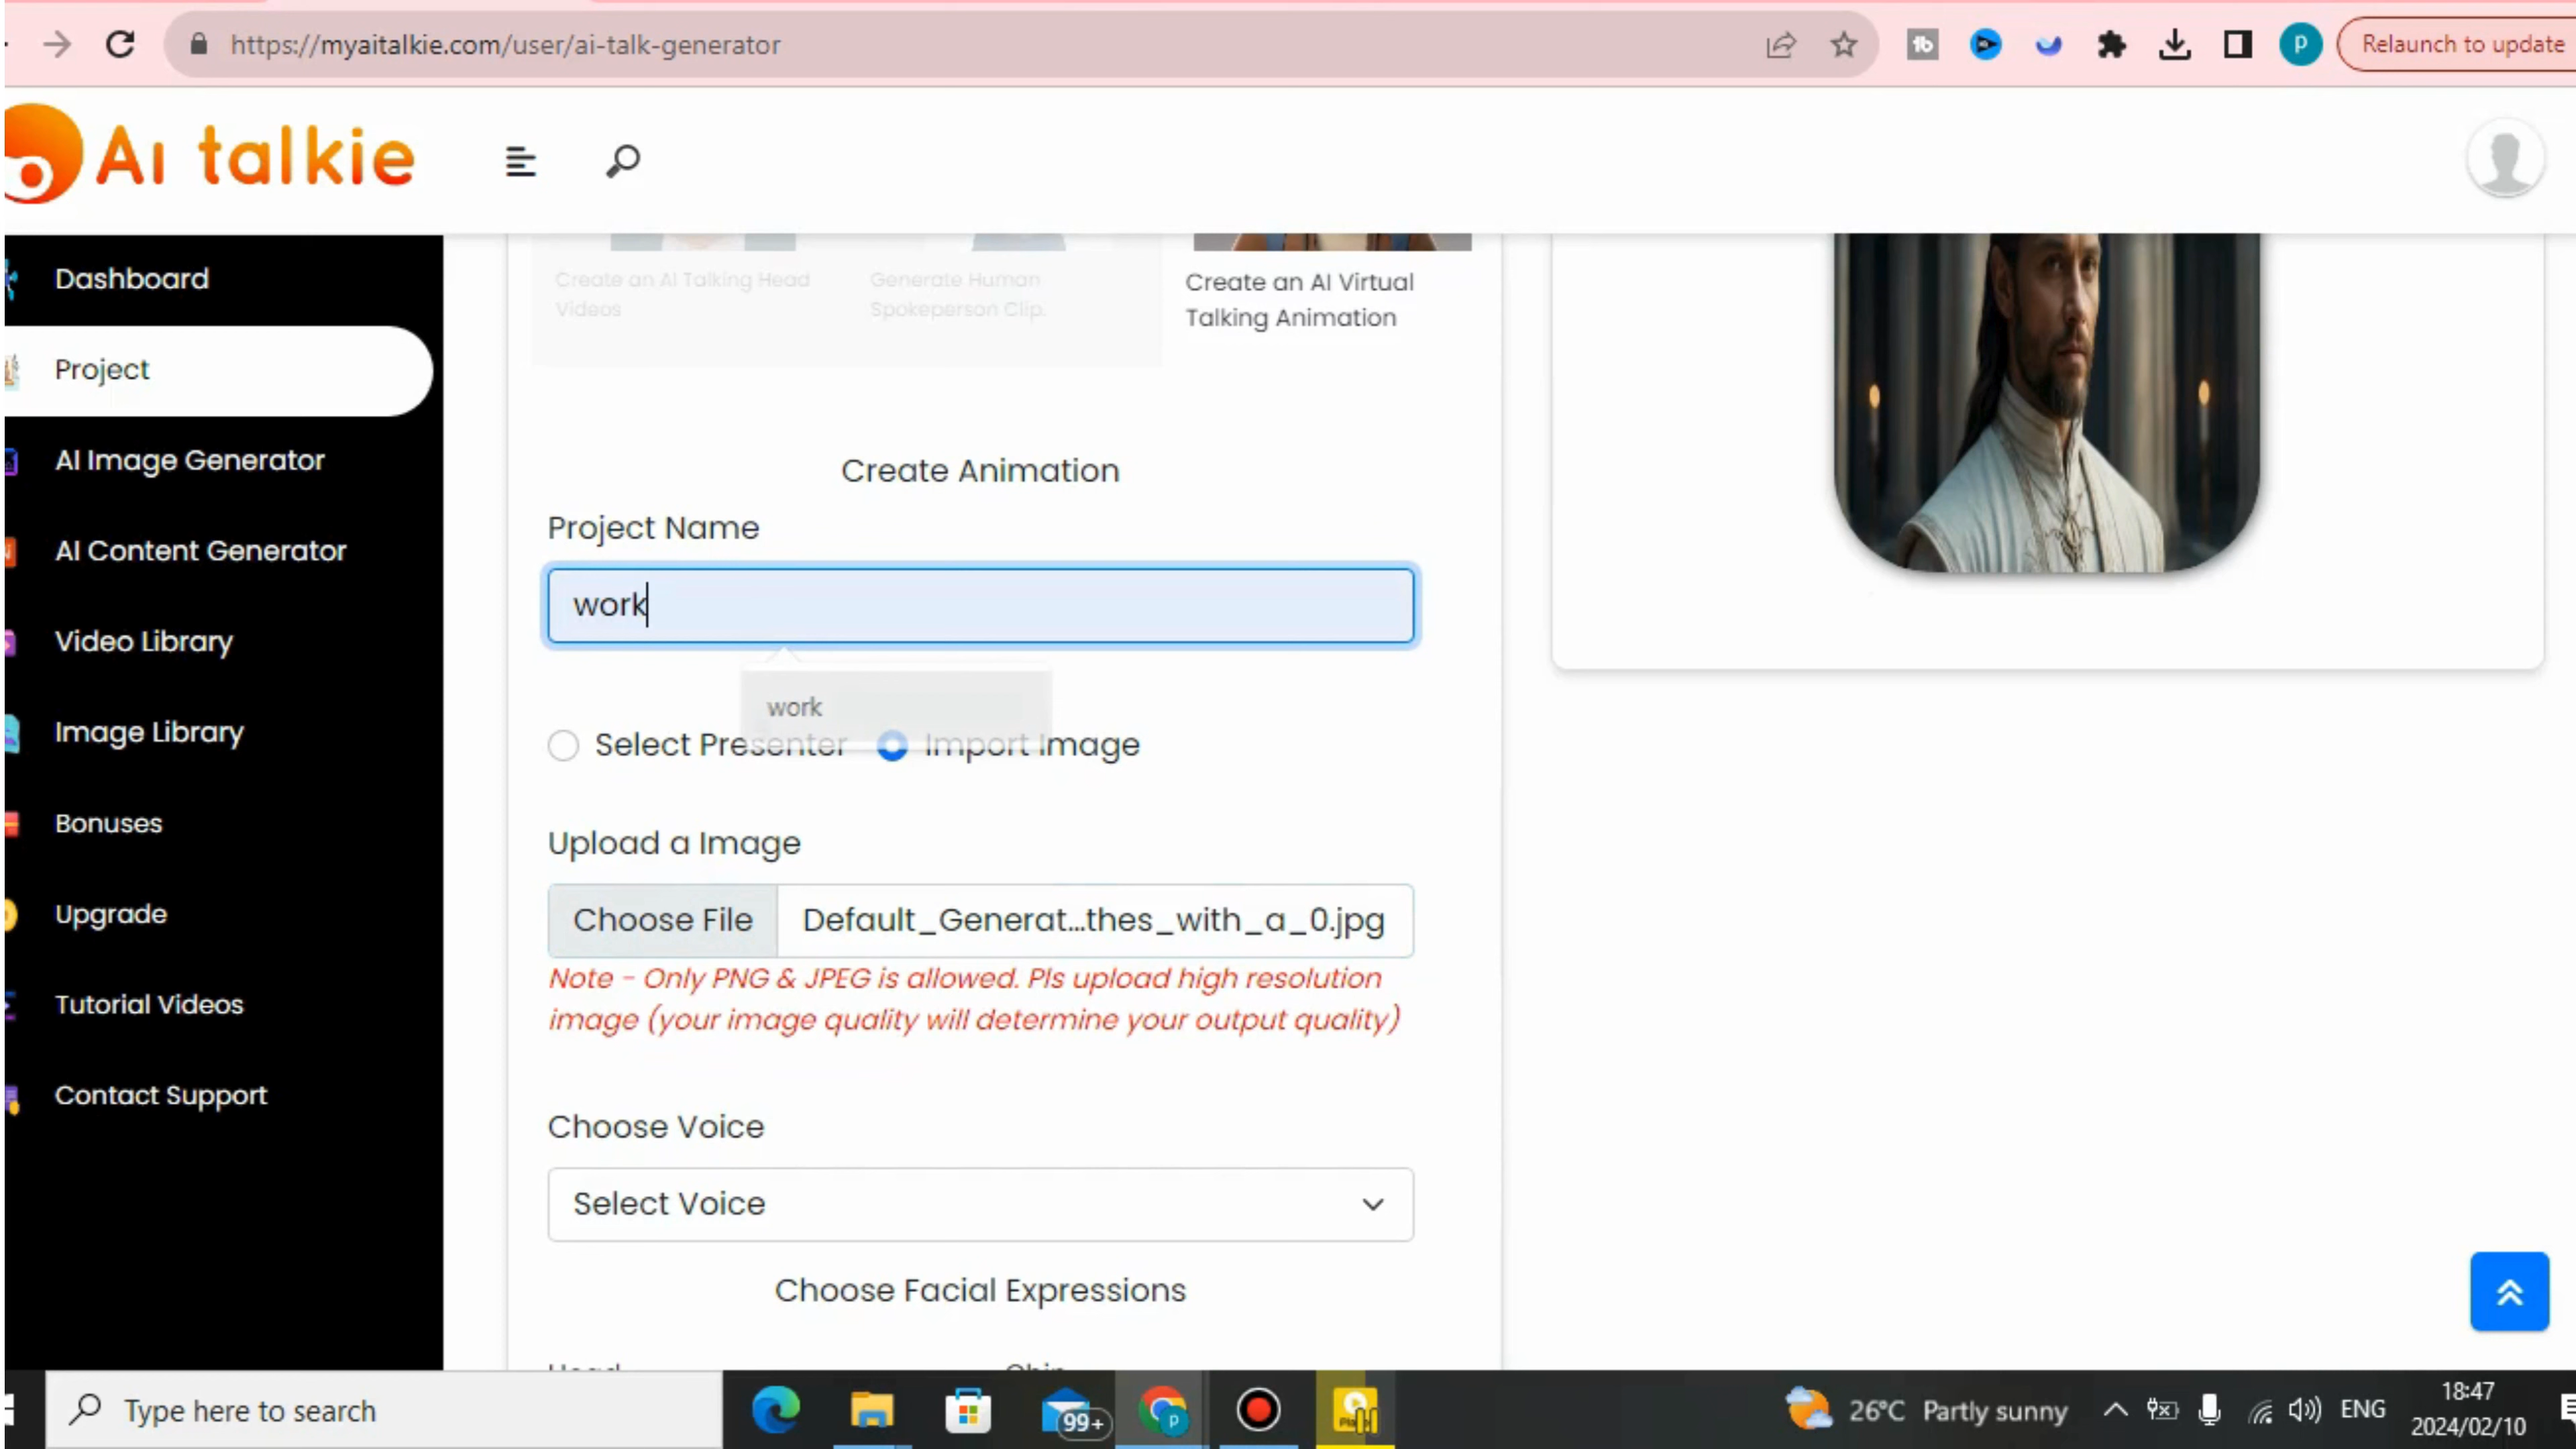 https://myaitalkie.com/user/ai-talk-generator
Relaunch to update
Ai talkie
Dashboard
Project
AI Image Generator
AI Content Generator
Video Library
Image Library
Bonuses
Upgrade
Tutorial Videos
Contact Support
Create an AI Talking Head
Videos
Generate Human
Spokeperson Clip.
Create an AI Virtual
Talking Animation
Create Animation
Project Name
work
work
Select Presenter
Import Image
Upload a Image
Choose File
Default_Generat...thes_with_a_0.jpg
Note - Only PNG & JPEG is allowed. Pls upload high resolution
image (your image quality will determine your output quality)
Choose Voice
Select Voice
Choose Facial Expressions
Type here to search
99+
p
p
26°C Partly sunny
ENG
18:47
2024/02/10